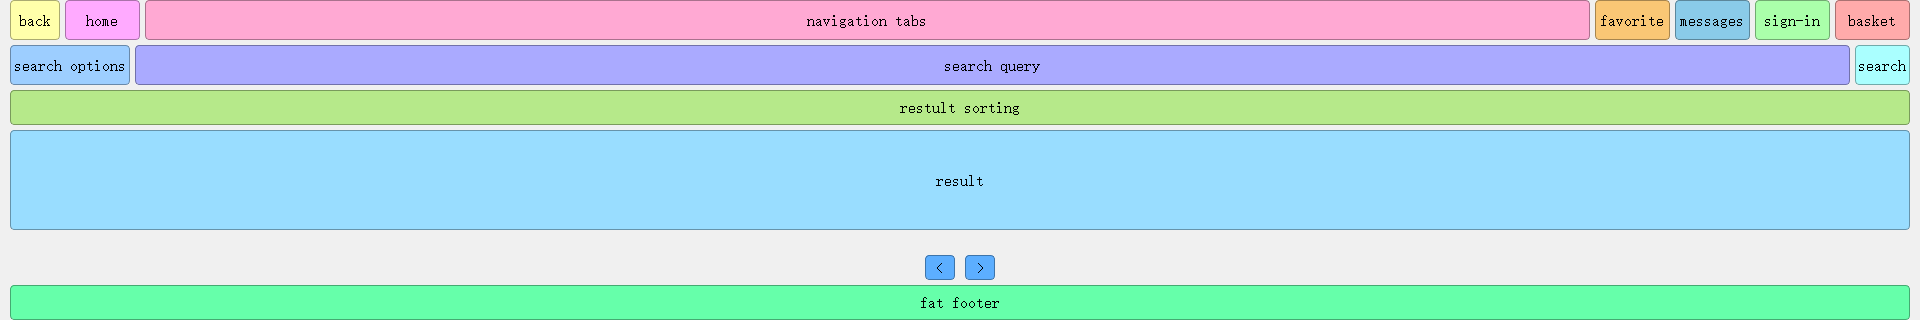 back home navigation tabs favorite messages sign-in basket
search options search query search
restult sorting
result
< >
fat footer